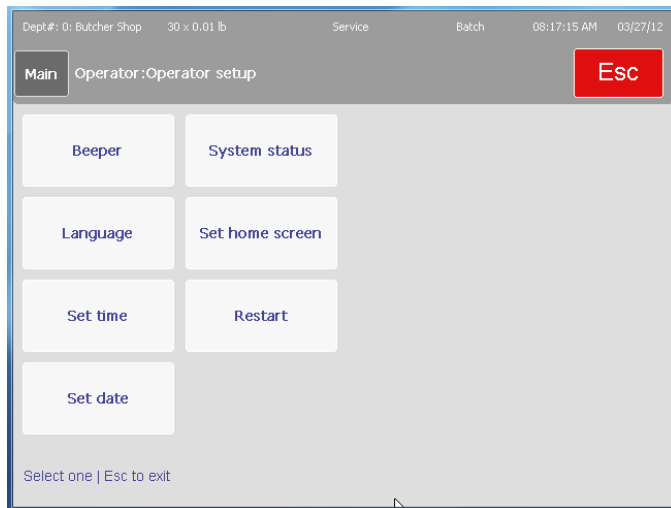 Dept#: 0: Butcher Shop 30 x 0.01 lb Service Batch 08:17:15 AM 03/27/12
Main Operator:Operator setup Esc
Beeper System status
Language Set home screen
Set time Restart
Set date
Select one | Esc to exit